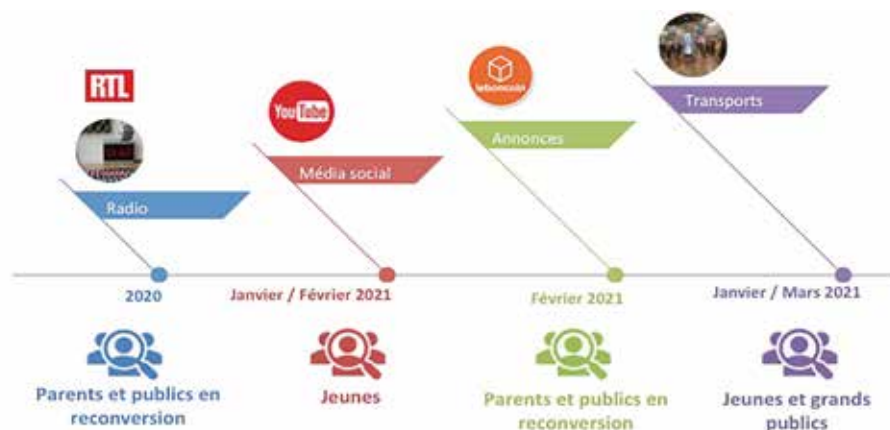 RTL
YouTube
leboncoin
Transports
Annonces
Média social
Radio
2020
Janvier / Février 2021
Février 2021
Janvier / Mars 2021
Parents et publics en
reconversion
Jeunes
Parents et publics en
reconversion
Jeunes et grands
publics